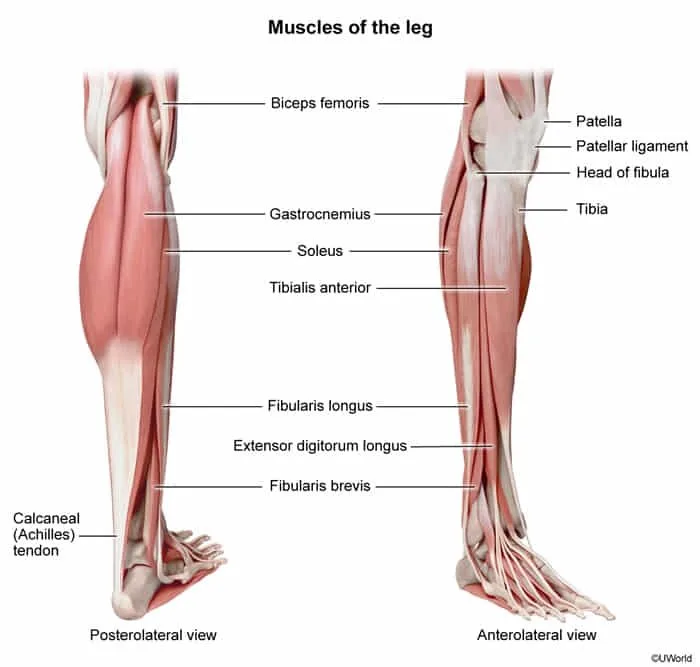 Muscles of the leg
Biceps femoris
Patella
Patellar ligament
Head of fibula
Gastrocnemius
Tibia
Soleus
Tibialis anterior
Fibularis longus
Extensor digitorum longus
Fibularis brevis
Calcaneal
(Achilles)
tendon
Posterolateral view
Anterolateral view
©UWorld